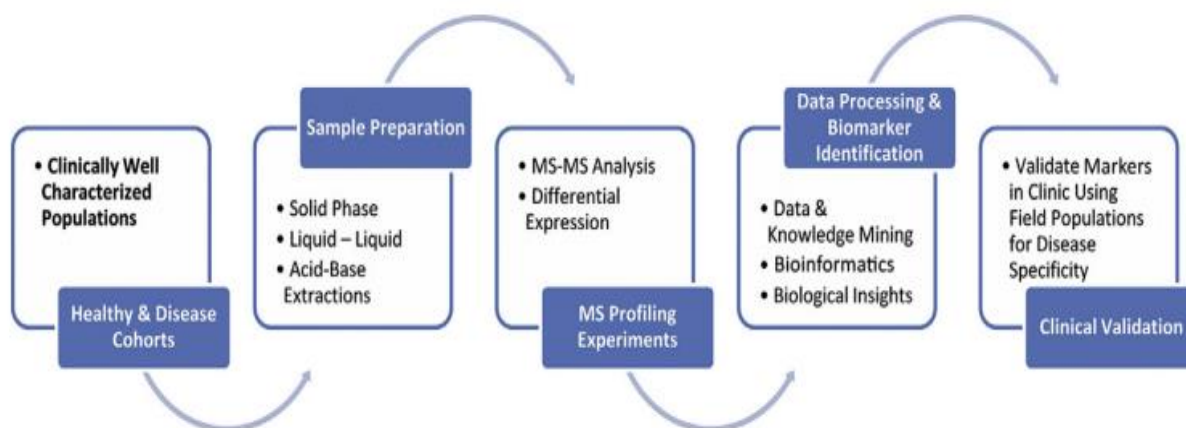 • Clinically Well
Characterized
Populations
Healthy & Disease
Cohorts
Sample Preparation
• Solid Phase
• Liquid – Liquid
• Acid-Base
Extractions
• MS-MS Analysis
• Differential
Expression
MS Profiling
Experiments
Data Processing &
Biomarker
Identification
• Data &
Knowledge Mining
• Bioinformatics
• Biological Insights
• Validate Markers
in Clinic Using
Field Populations
for Disease
Specificity
Clinical Validation